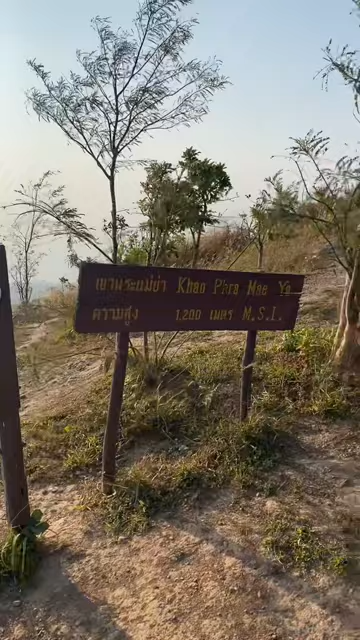 เขาพระแม่ย่า Khao Phra Mae Ya
ความสูง 1,200 เมตร M.S.L.